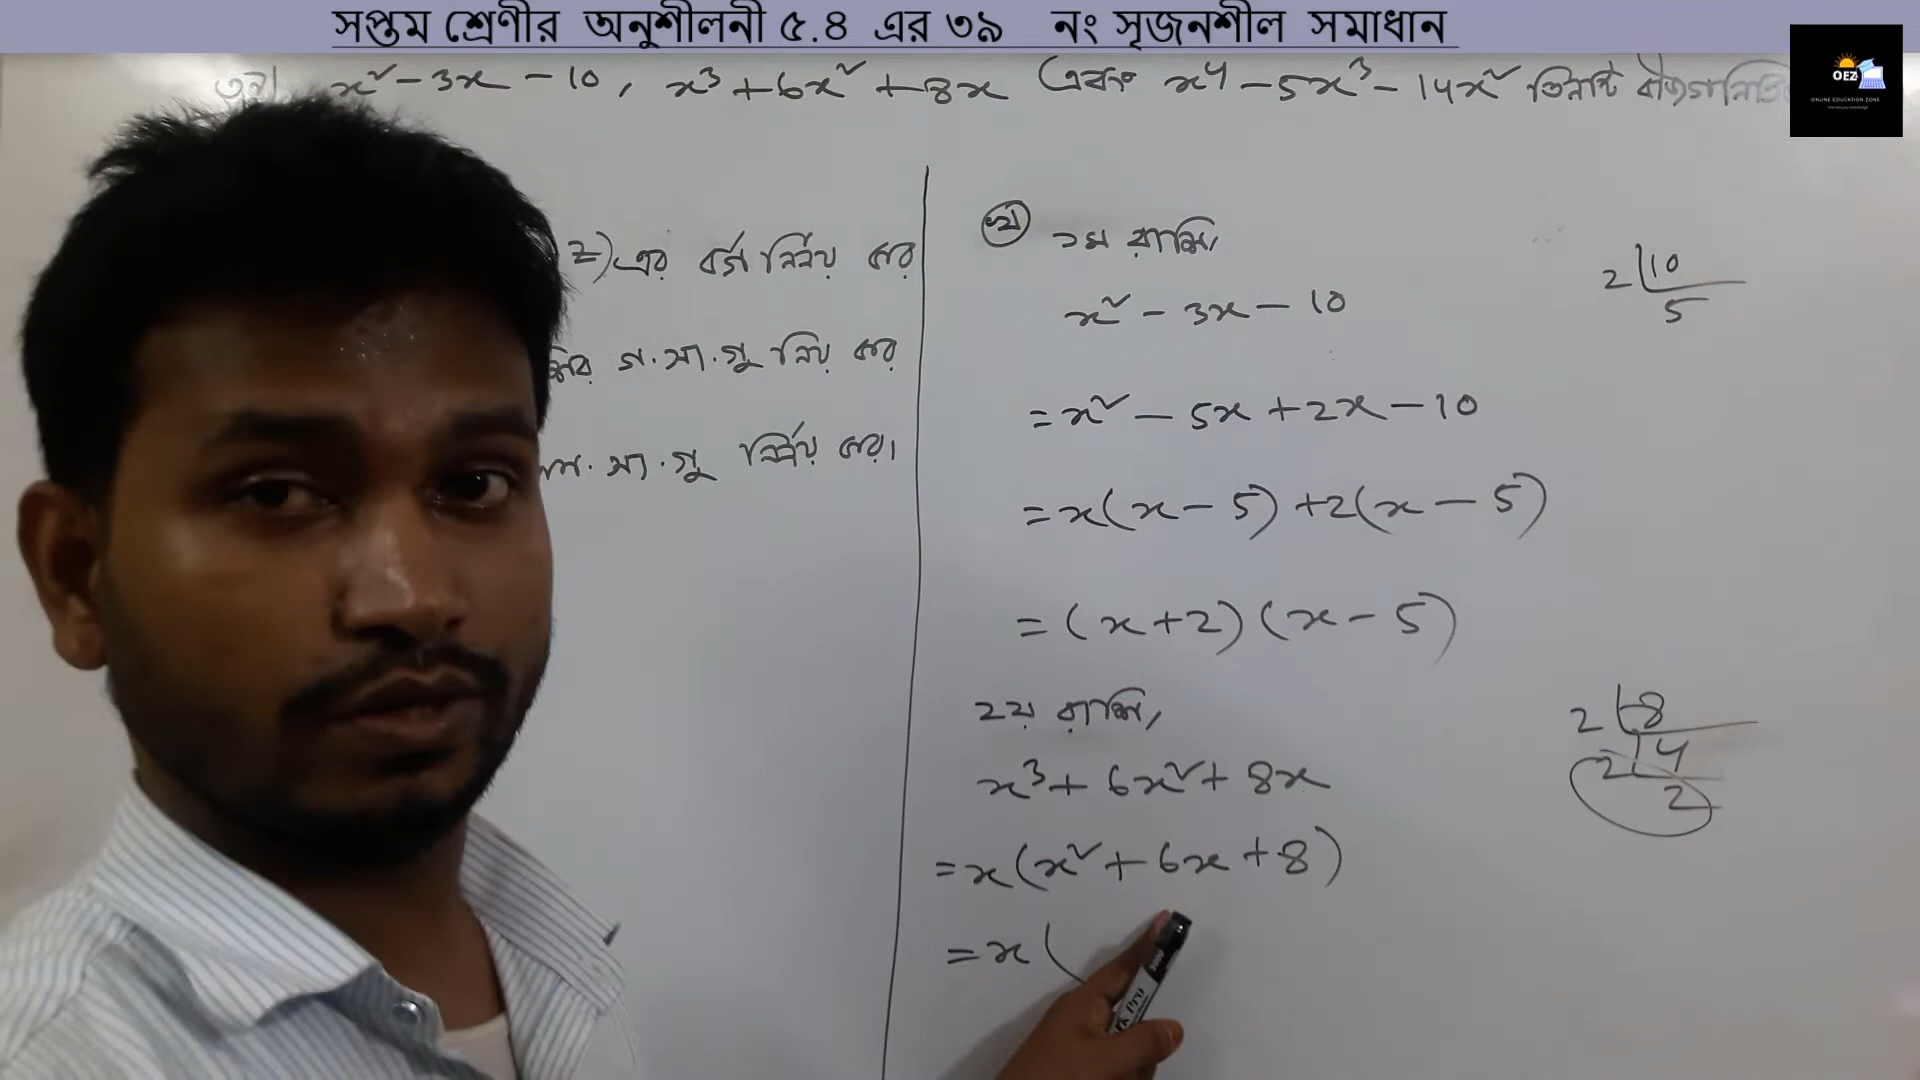 সপ্তম শ্রেণীর অনুশীলনী ৫.৪ এর ৩৯ নং সৃজনশীল সমাধান
OEZ
ONLINE EDUCATION ZONE
x² - 3x - 10, x³ + 6x² + 8x এবং x⁴ - 5x³ - 14x² তিনটি
z) এর বর্গ নির্ণয় কর
গ.সা.গু নির্ণয় কর
ল.সা.গু নির্ণয় কর।
খ ১ম রাশি,
x² - 3x - 10
= x² - 5x + 2x - 10
= x(x - 5) + 2(x - 5)
= (x + 2)(x - 5)
২য় রাশি,
x³ + 6x² + 8x
= x(x² + 6x + 8)
= x(
2 10
5
2 8
2 4
2